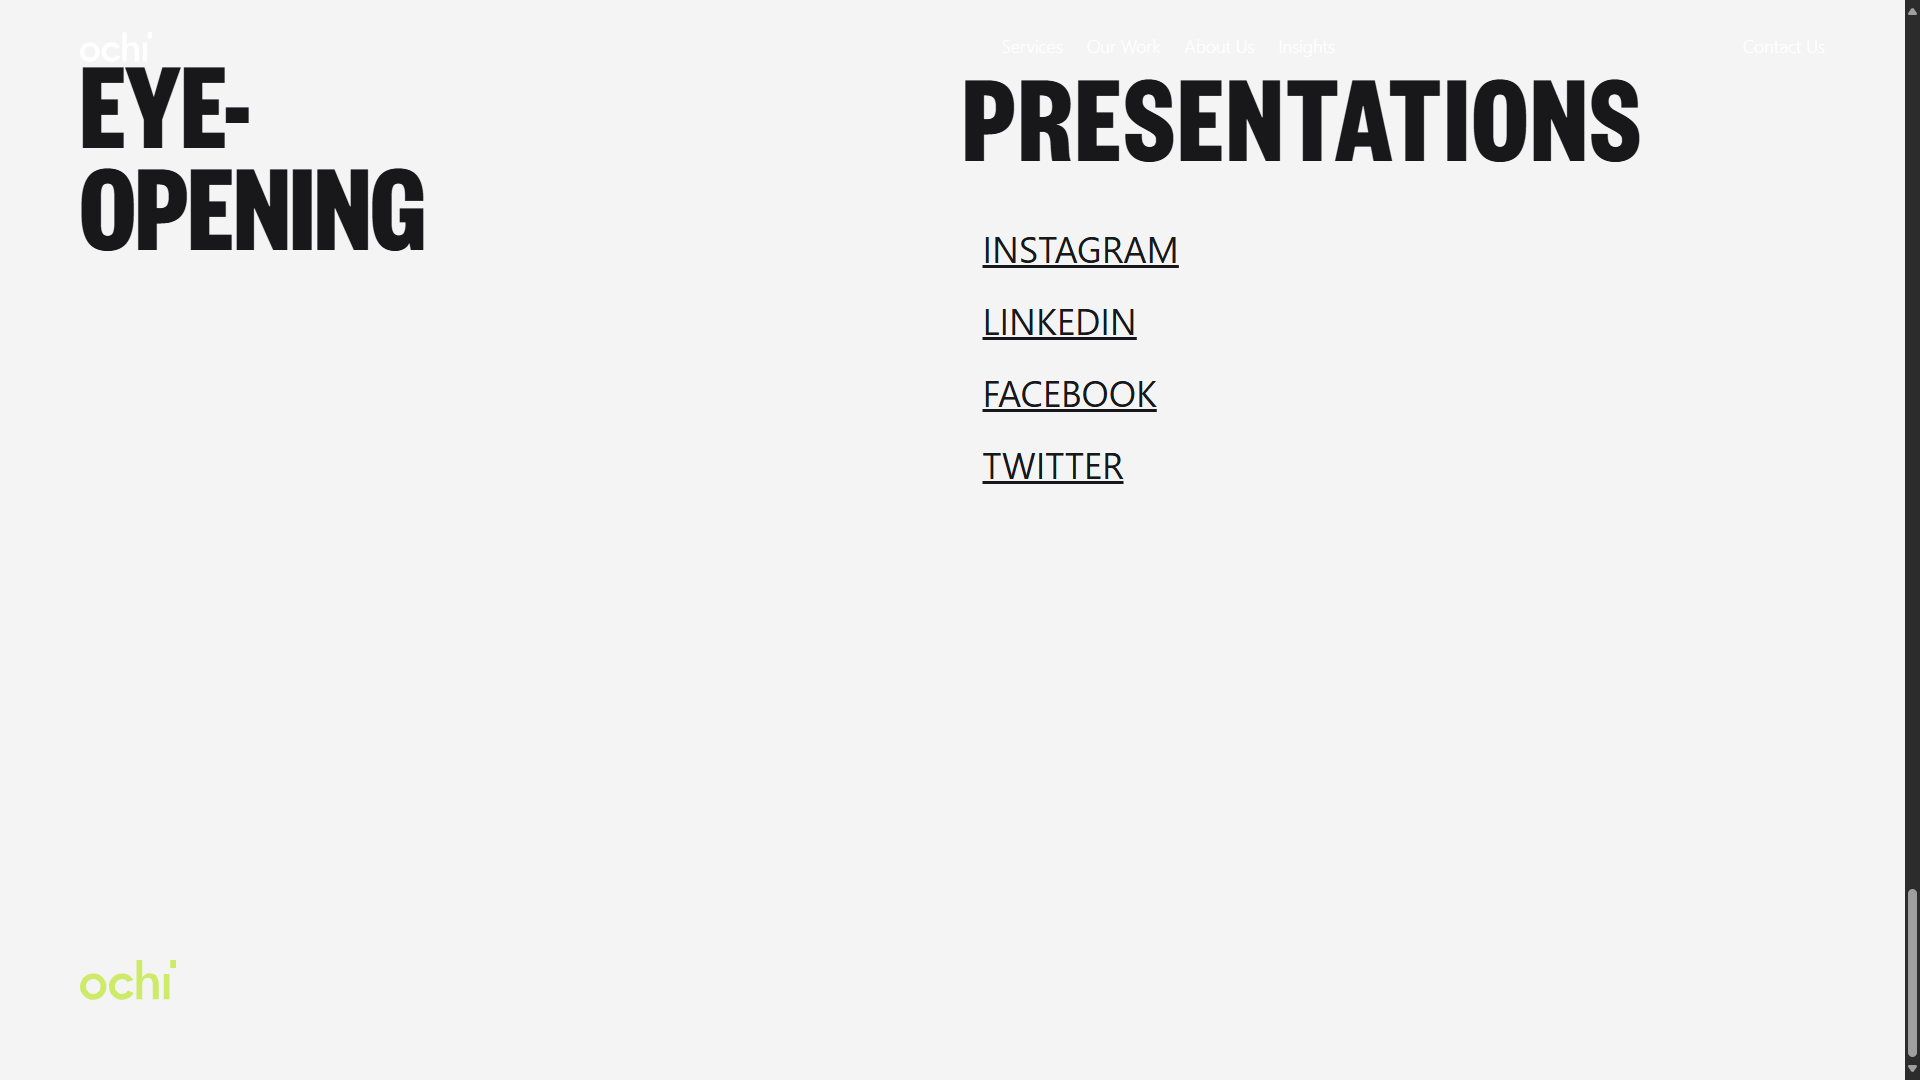 ochi
Services Our Work About Us Insights Contact Us
EYE-
OPENING
PRESENTATIONS
INSTAGRAM
LINKEDIN
FACEBOOK
TWITTER
ochi